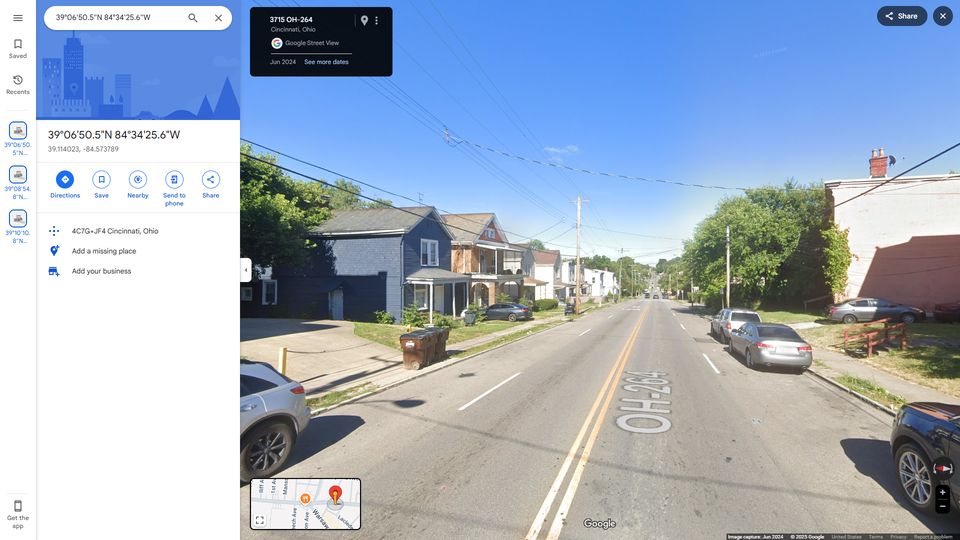 39°06'50.5"N 84°34'25.6"W
Saved
Recents
39°06'50.
5"N...
39°08'54.
8"N...
39°10'10.
8"N...
Get the
app
39°06'50.5"N 84°34'25.6"W
39.114023, -84.573789
Directions
Save
Nearby
Send to
phone
Share
4C7G+JF4 Cincinnati, Ohio
Add a missing place
Add your business
3715 OH-264
Cincinnati, Ohio
Google Street View
Jun 2024 See more dates
Share
OH-264
Google
Image capture: Jun 2024 © 2025 Google United States Terms Privacy Report a problem